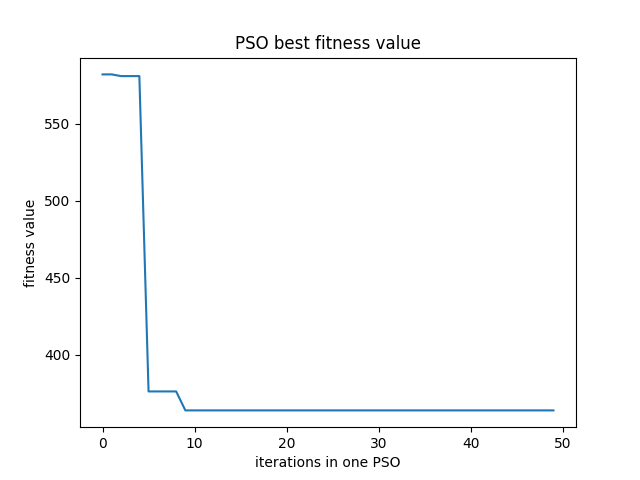 PSO best fitness value
550
500
450
400
fitness value
0 10 20 30 40 50
iterations in one PSO